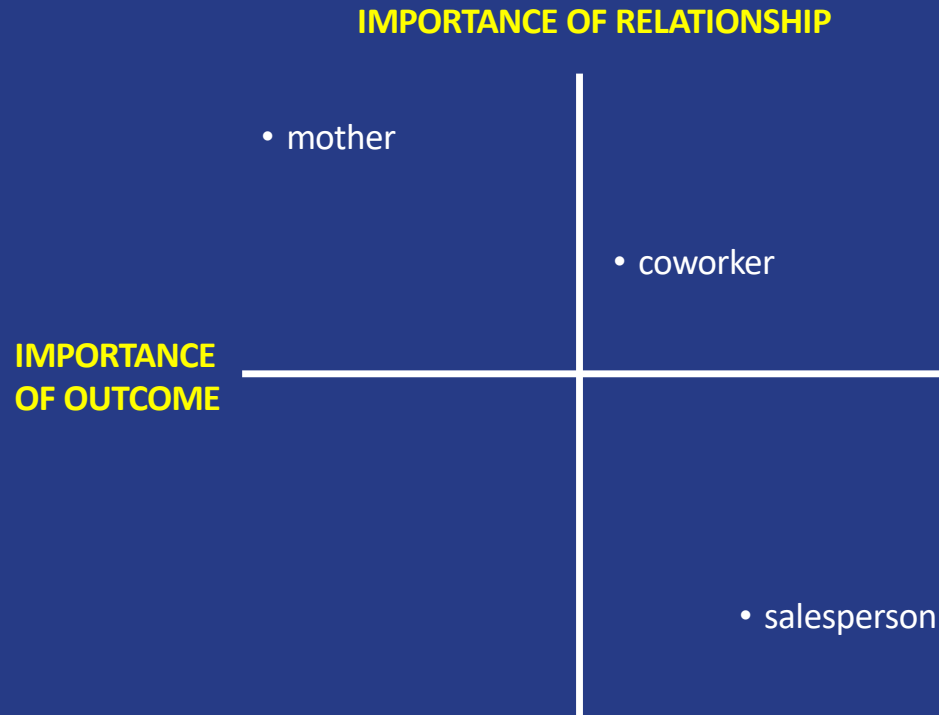 IMPORTANCE OF RELATIONSHIP
• mother
• coworker
IMPORTANCE
OF OUTCOME
• salesperson